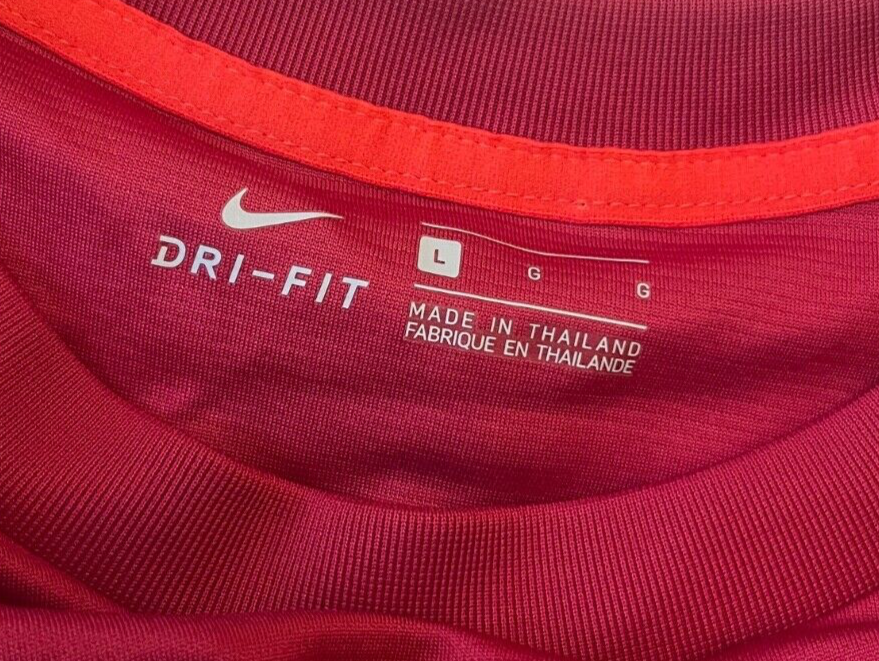 DRI-FIT
L G G
MADE IN THAILAND
FABRIQUE EN THAILANDE